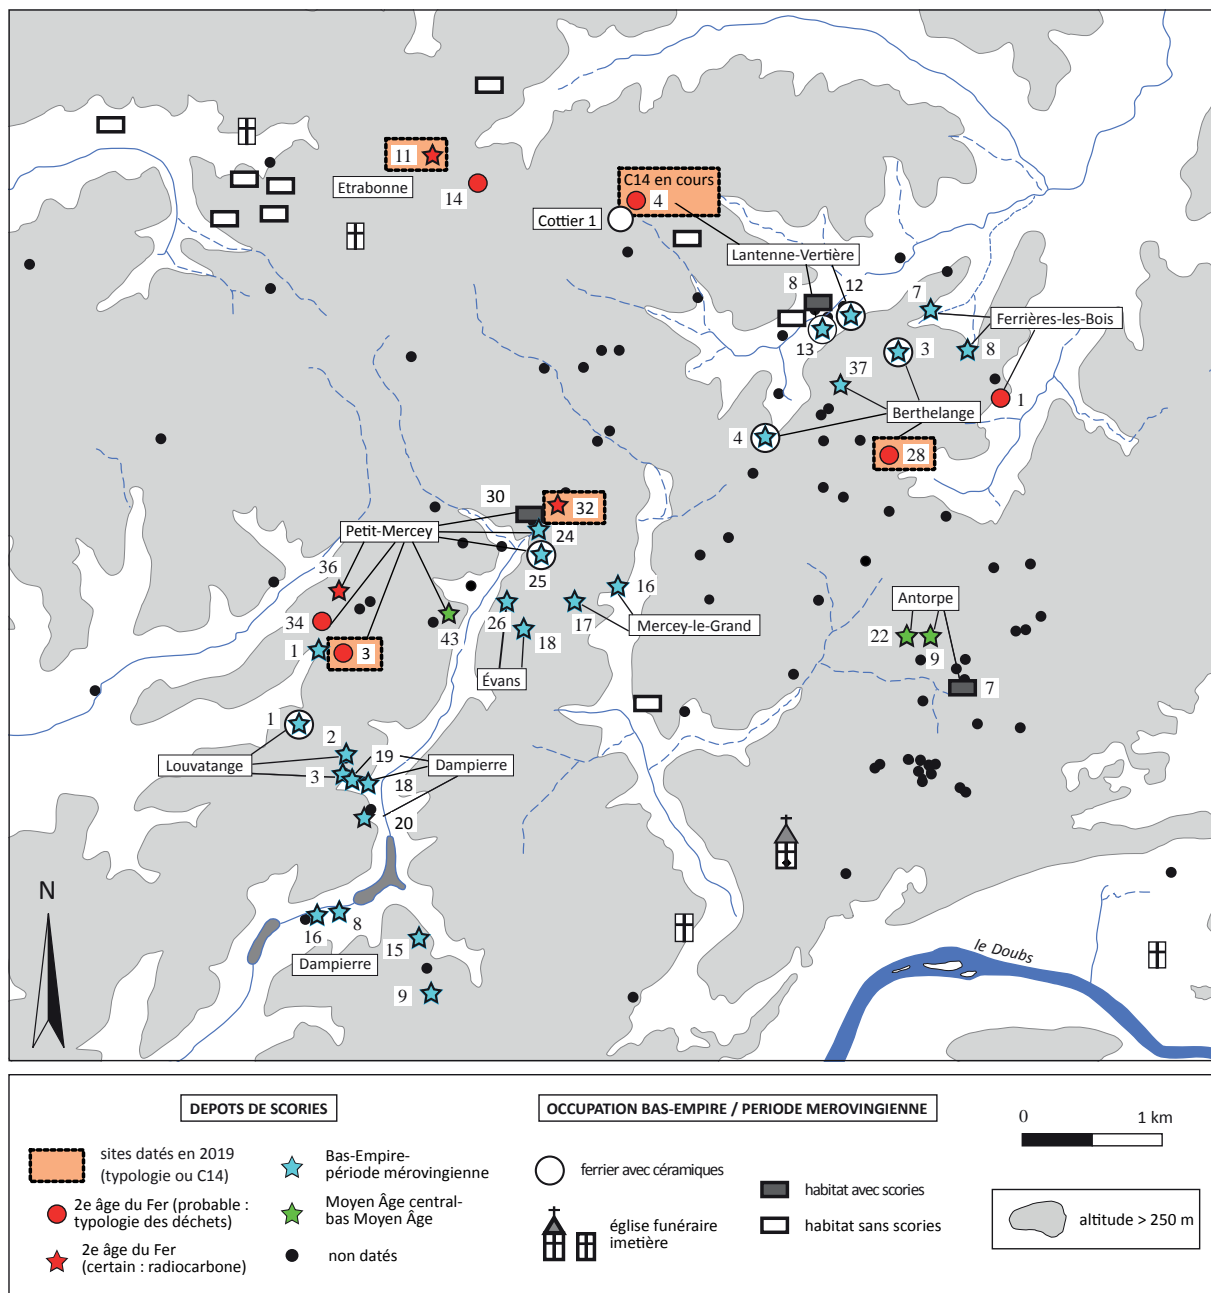 11
Etrabonne
14
C14 en cours
4
Cottier 1
Lantenne-Vertière
8
12
7
Ferrières-les-Bois
13
3
8
37
1
Berthelange
4
28
30
32
Petit-Mercey
24
25
36
16
Antorpe
34
43
26
17
Mercey-le-Grand
22
9
1
3
18
Évans
7
1
2
19
Louvatange
3
Dampierre
18
20
N
16
8
15
Dampierre
9
le Doubs
DEPOTS DE SCORIES
sites datés en 2019
(typologie ou C14)
2e âge du Fer (probable :
typologie des déchets)
2e âge du Fer
(certain : radiocarbone)
Bas-Empire-
période mérovingienne
Moyen Âge central-
bas Moyen Âge
non datés
OCCUPATION BAS-EMPIRE / PERIODE MEROVINGIENNE
ferrier avec céramiques
église funéraire
imetière
habitat avec scories
habitat sans scories
0 1 km
altitude > 250 m